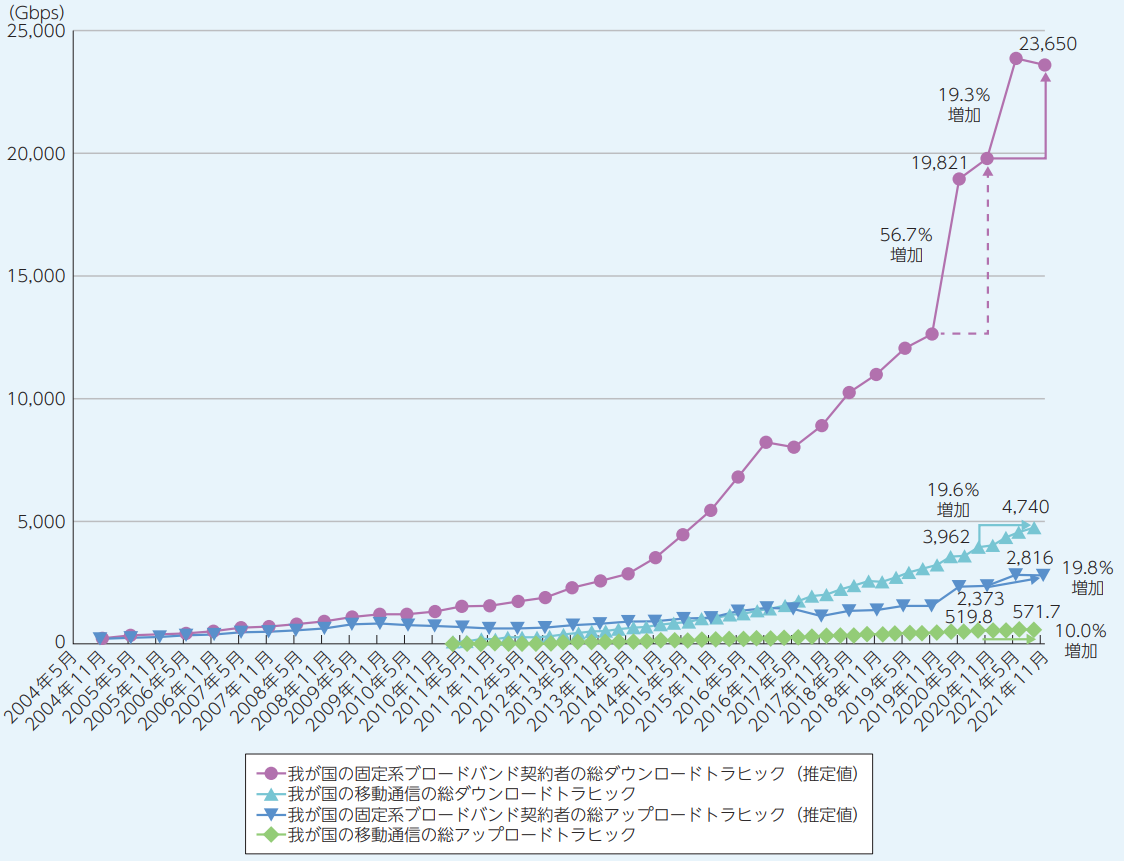 (Gbps)
25,000
20,000
15,000
10,000
5,000
0
23,650
19.3%
増加
19,821
56.7%
増加
19.6%
増加
4,740
3,962
2,816
19.8%
増加
2,373
519.8
571.7
10.0%
増加
2004年5月
2004年11月
2005年5月
2005年11月
2006年5月
2006年11月
2007年5月
2007年11月
2008年5月
2008年11月
2009年5月
2009年11月
2010年5月
2010年11月
2011年5月
2011年11月
2012年5月
2012年11月
2013年5月
2013年11月
2014年5月
2014年11月
2015年5月
2015年11月
2016年5月
2016年11月
2017年5月
2017年11月
2018年5月
2018年11月
2019年5月
2019年11月
2020年5月
2020年11月
2021年5月
2021年11月
我が国の固定系ブロードバンド契約者の総ダウンロードトラヒック（推定値）
我が国の移動通信の総ダウンロードトラヒック
我が国の固定系ブロードバンド契約者の総アップロードトラヒック（推定値）
我が国の移動通信の総アップロードトラヒック